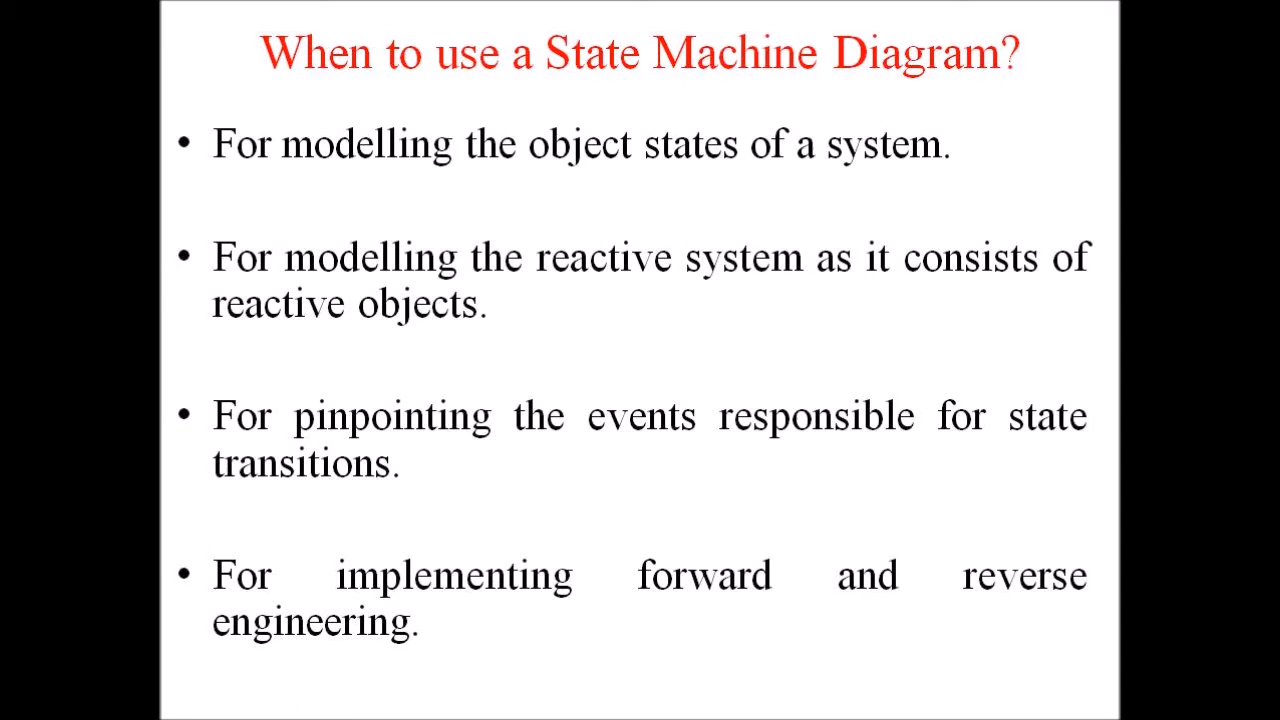 When to use a State Machine Diagram?
• For modelling the object states of a system.
• For modelling the reactive system as it consists of
reactive objects.
• For pinpointing the events responsible for state
transitions.
• For implementing forward and reverse
engineering.